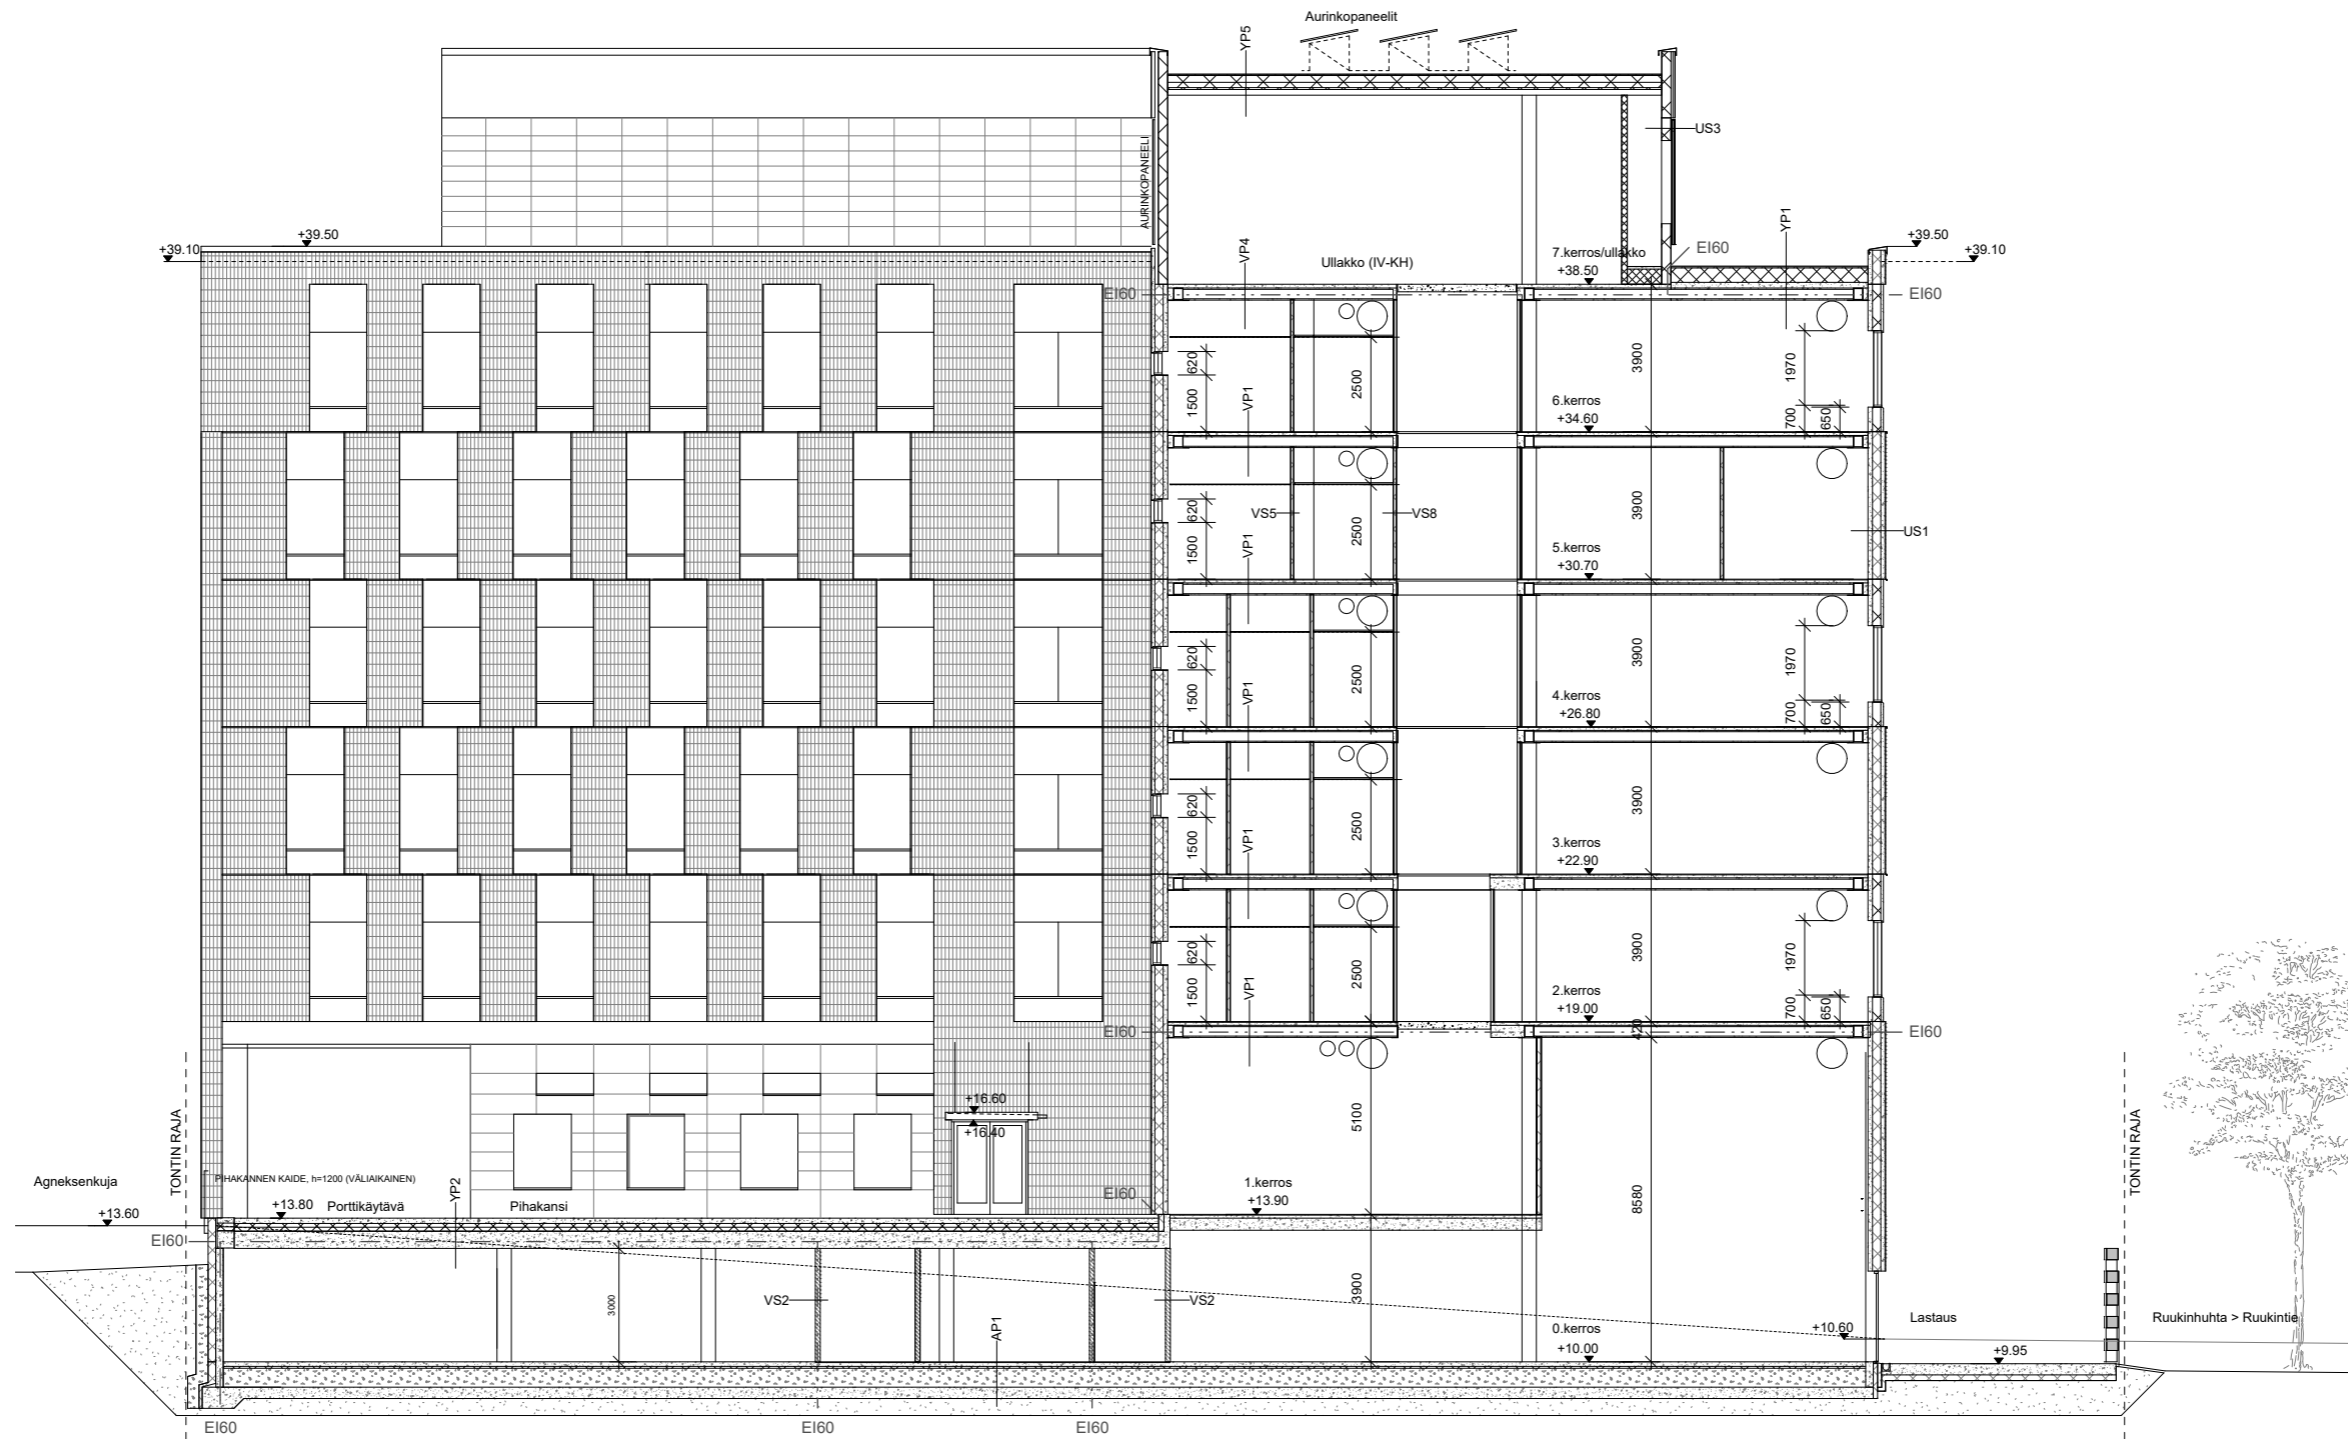 Aurinkopaneelit
YP5
US3
AURINKOPANEELI
YP1
+39.50
+39.10
+39.50
+39.10
VP4
Ullakko (IV-KH)
7.kerros/ullakko
+38.50
EI60
EI60
EI60
620
1500
VP1
2500
3900
1970
700
650
6.kerros
+34.60
620
1500
VS5
VS8
VP1
2500
3900
US1
5.kerros
+30.70
620
1500
VP1
2500
3900
1970
700
650
4.kerros
+26.80
620
1500
VP1
2500
3900
3.kerros
+22.90
620
1500
VP1
2500
3900
1970
700
650
2.kerros
+19.00
EI60
420
EI60
+16.60
+16.40
5100
8580
TONTIN RAJA
TONTIN RAJA
Agneksenkuja
PIHAKANNEN KAIDE, h=1200 (VÄLIAIKAINEN)
YP2
EI60
1.kerros
+13.90
+13.60
+13.80
Porttikäytävä
Pihakansi
EI60
3000
VS2
VS2
AP1
3900
0.kerros
+10.00
+10.60
Lastaus
Ruukinhuhta > Ruukintie
+9.95
EI60
EI60
EI60